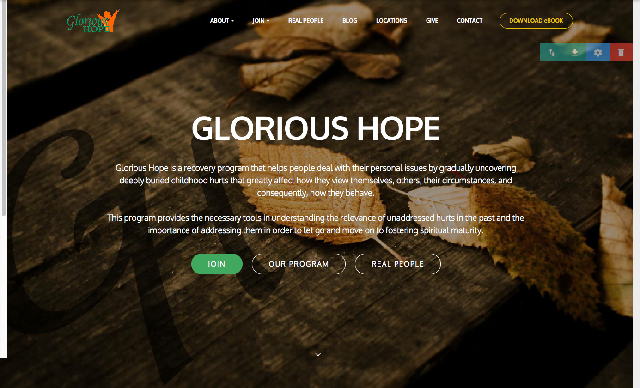 Glorious
HOPE
ABOUT
JOIN
REAL PEOPLE
BLOG
LOCATIONS
GIVE
CONTACT
DOWNLOAD eBOOK
GLORIOUS HOPE
Glorious Hope is a recovery program that helps people deal with their personal issues by gradually uncovering
deeply buried childhood hurts that greatly affect how they view themselves, others, their circumstances, and
consequently, how they behave.
This program provides the necessary tools in understanding the relevance of unaddressed hurts in the past and the
importance of addressing them in order to let go and move on to fostering spiritual maturity.
JOIN
OUR PROGRAM
REAL PEOPLE